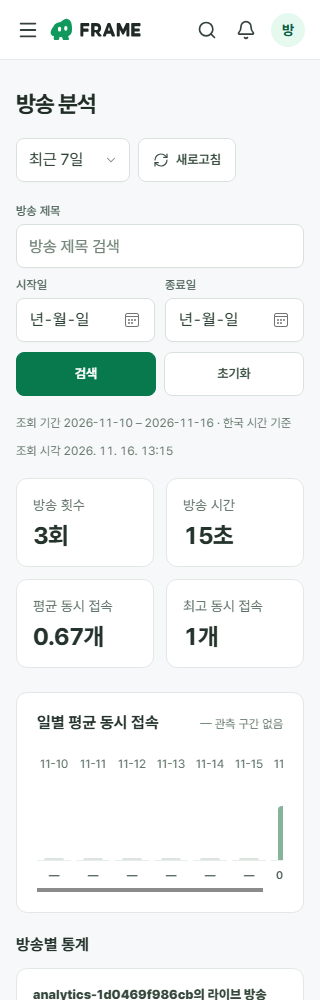 FRAME
방
방송 분석
최근 7일
새로고침
방송 제목
방송 제목 검색
시작일
종료일
년-월-일
년-월-일
검색
초기화
조회 기간 2026-11-10 – 2026-11-16 · 한국 시간 기준
조회 시각 2026. 11. 16. 13:15
방송 횟수
3회
방송 시간
15초
평균 동시 접속
0.67개
최고 동시 접속
1개
일별 평균 동시 접속
— 관측 구간 없음
11-10 11-11 11-12 11-13 11-14 11-15 11
— — — — — — 0
방송별 통계
analytics-1d0469f986cb의 라이브 방송